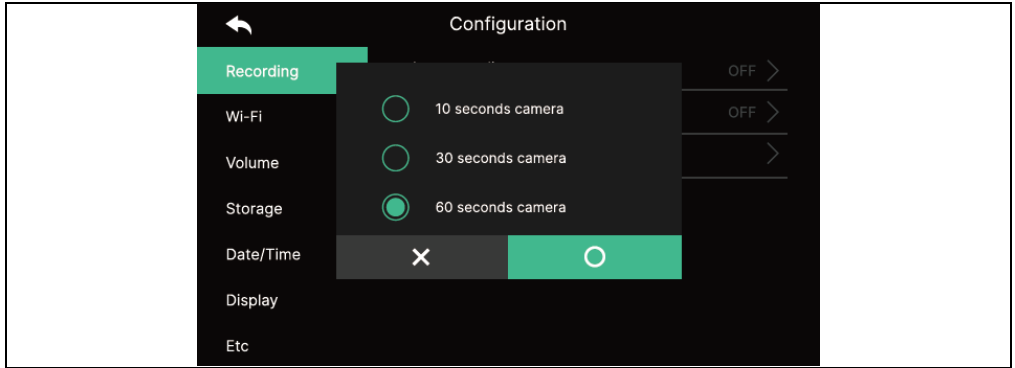 Configuration
Recording
OFF
Wi-Fi
OFF
Volume
Storage
Date/Time
Display
Etc
10 seconds camera
30 seconds camera
60 seconds camera